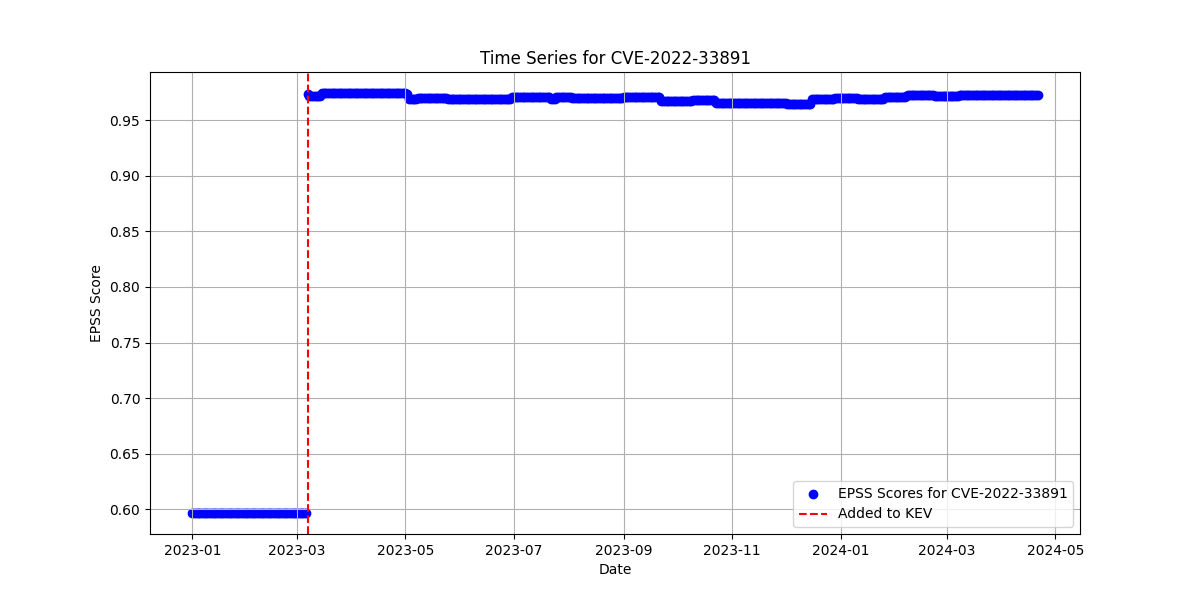 Time Series for CVE-2022-33891
EPSS Score
0.95
0.90
0.85
0.80
0.75
0.70
0.65
0.60
EPSS Scores for CVE-2022-33891
Added to KEV
2023-01 2023-03 2023-05 2023-07 2023-09 2023-11 2024-01 2024-03 2024-05
Date